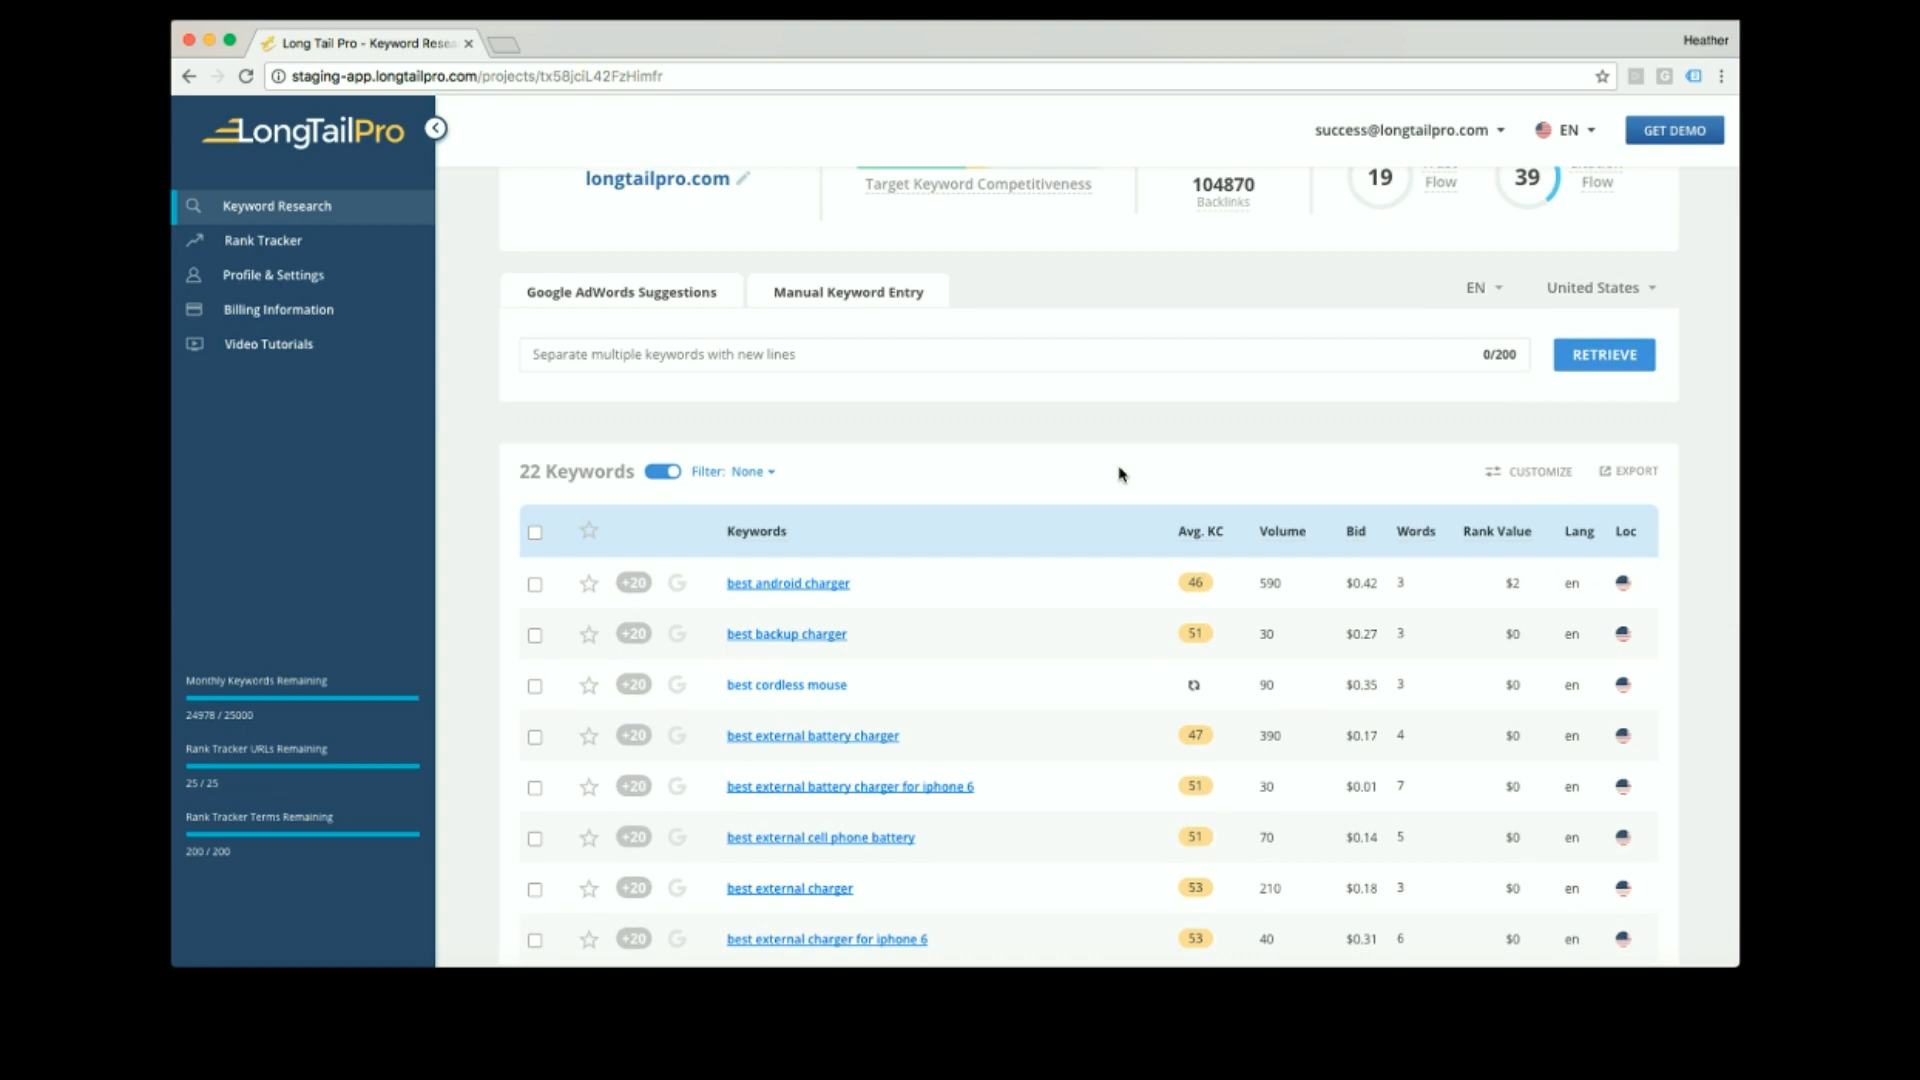 Long Tail Pro - Keyword Resea
Heather
staging-app.longtailpro.com/projects/tx58jciL42FzHimfr
LongTailPro
success@longtailpro.com
EN
GET DEMO
Keyword Research
Rank Tracker
Profile & Settings
Billing Information
Video Tutorials
Monthly Keywords Remaining
24978 / 25000
Rank Tracker URLs Remaining
25 / 25
Rank Tracker Terms Remaining
200 / 200
longtailpro.com
Target Keyword Competitiveness
104870
Backlinks
19
Flow
39
Flow
Google AdWords Suggestions
Manual Keyword Entry
EN
United States
Separate multiple keywords with new lines
0/200
RETRIEVE
22 Keywords
Filter: None
CUSTOMIZE
EXPORT
Keywords Avg. KC Volume Bid Words Rank Value Lang Loc
+20 G best android charger 46 590 $0.42 3 $2 en
+20 G best backup charger 51 30 $0.27 3 $0 en
+20 G best cordless mouse 90 $0.35 3 $0 en
+20 G best external battery charger 47 390 $0.17 4 $0 en
+20 G best external battery charger for iphone 6 51 30 $0.01 7 $0 en
+20 G best external cell phone battery 51 70 $0.14 5 $0 en
+20 G best external charger 53 210 $0.18 3 $0 en
+20 G best external charger for iphone 6 53 40 $0.31 6 $0 en